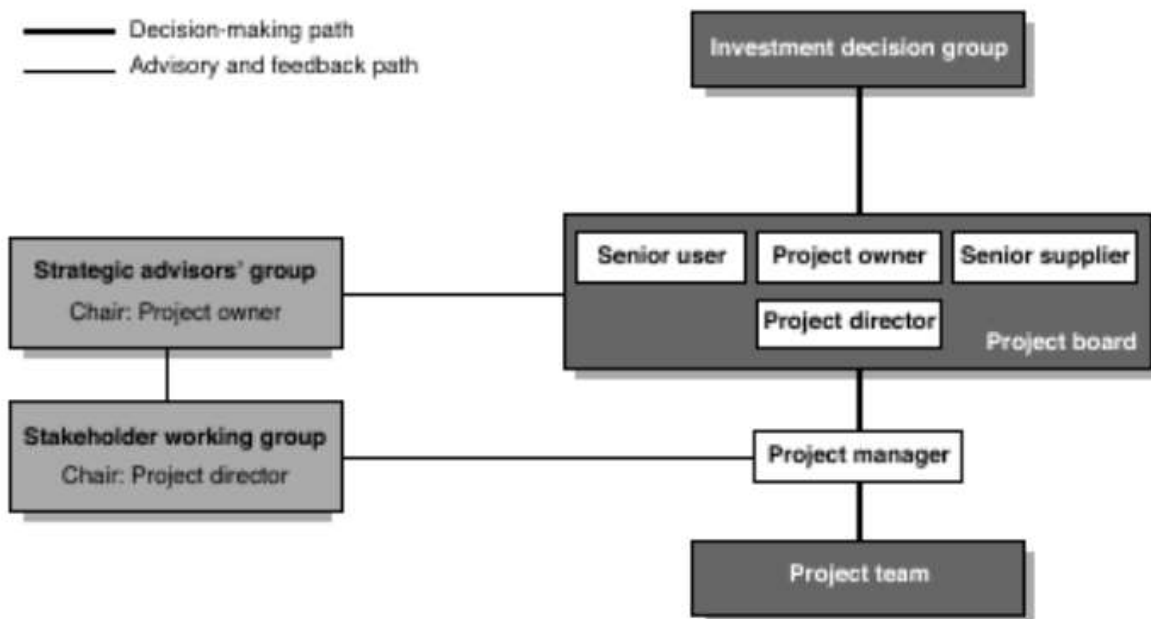 Decision-making path
Advisory and feedback path
Investment decision group
Senior user
Project owner
Senior supplier
Project director
Project board
Strategic advisors’ group
Chair: Project owner
Stakeholder working group
Chair: Project director
Project manager
Project team